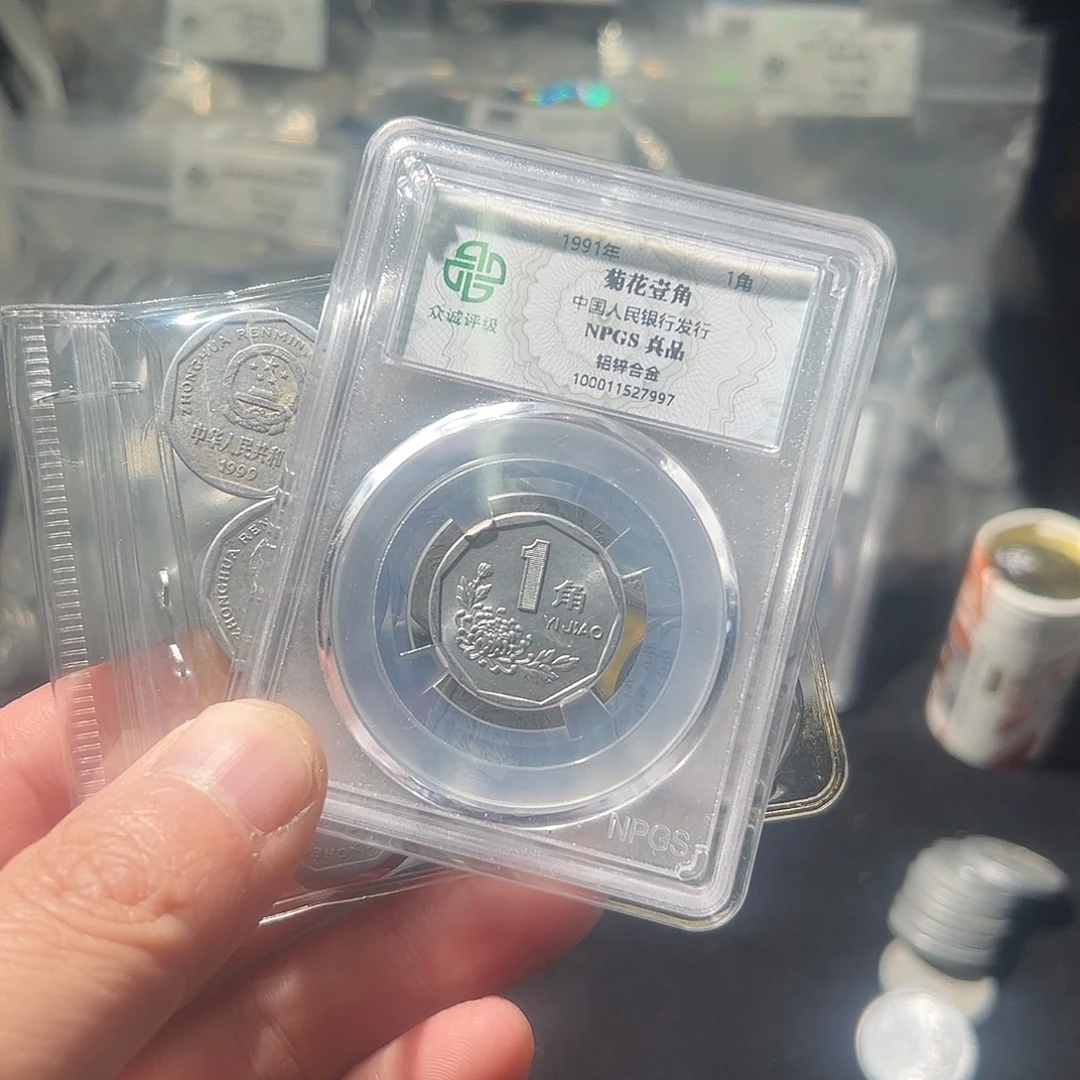 1991年
1角
菊花壹角
中国人民银行发行
NPGS 真品
铝锌合金
100011527997
众诚评级
1角
YI JIAO
NPGS
ZHONGHUA RENMIN
中华人民共和
1999
ZHONGHUA REN